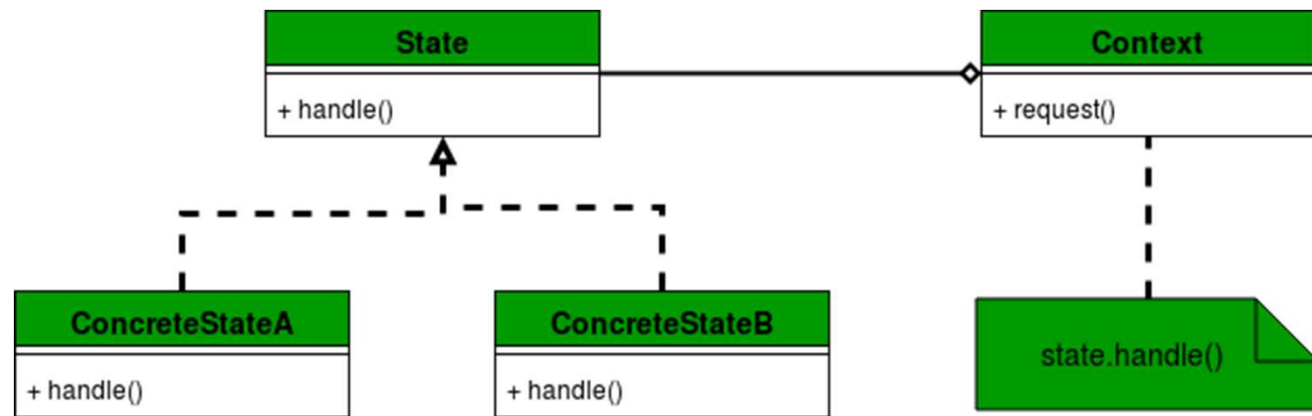 State
Context
+ handle()
+ request()
ConcreteStateA
ConcreteStateB
state.handle()
+ handle()
+ handle()